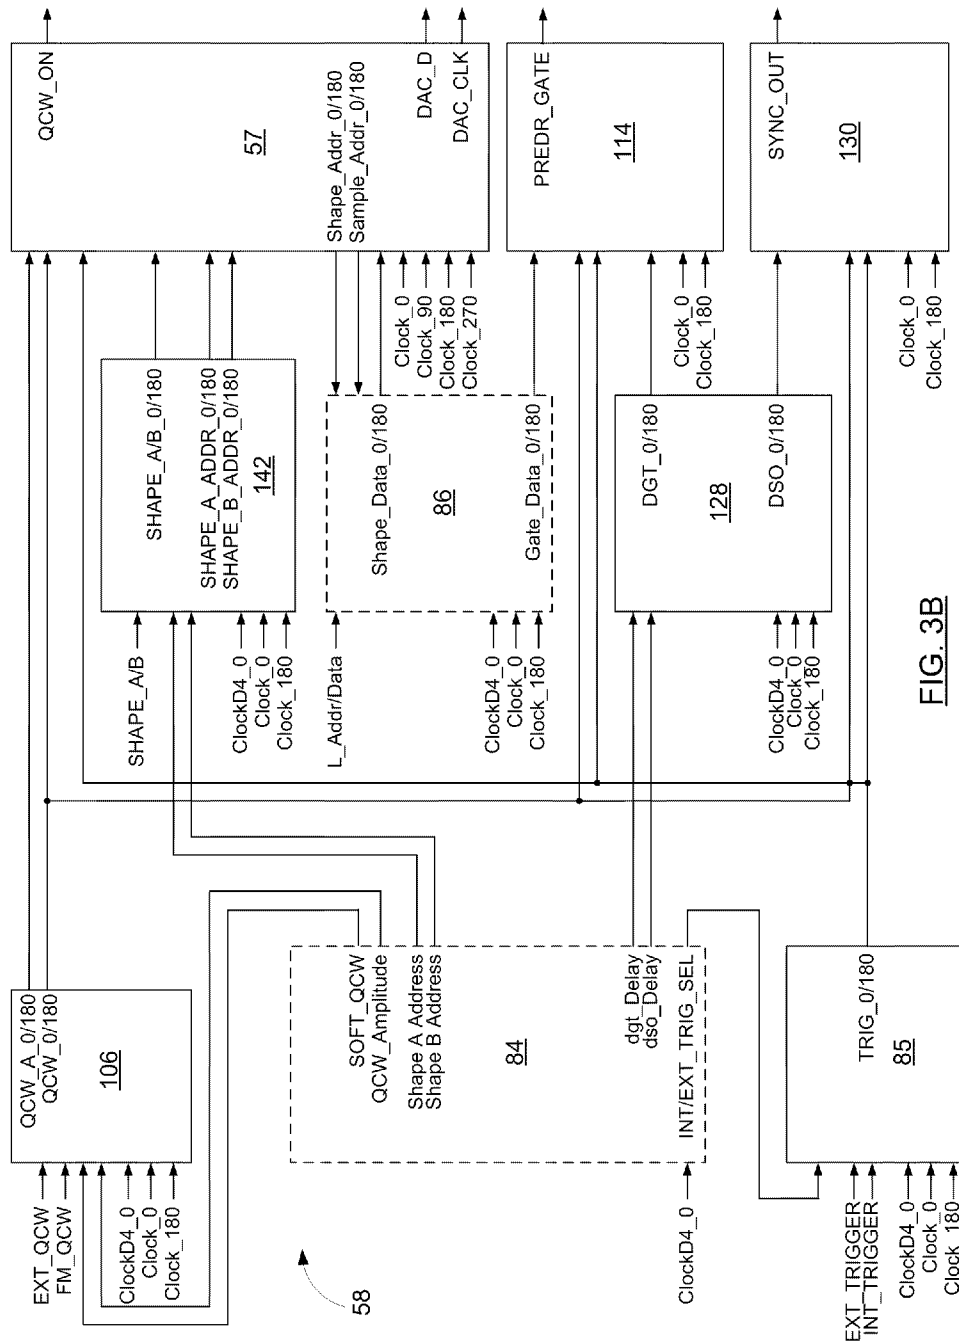 EXT_QCW
FM_QCW
ClockD4_0
Clock_0
Clock_180
QCW_A_0/180
QCW_0/180
106
58
ClockD4_0
SOFT_QCW
QCW_Amplitude
Shape A Address
Shape B Address
84
dgt_Delay
dso_Delay
INT/EXT_TRIG_SEL
EXT_TRIGGER
INT_TRIGGER
ClockD4_0
Clock_0
Clock_180
TRIG_0/180
85
SHAPE_A/B
ClockD4_0
Clock_0
Clock_180
SHAPE_A/B_0/180
SHAPE_A_ADDR_0/180
SHAPE_B_ADDR_0/180
142
L_Addr/Data
ClockD4_0
Clock_0
Clock_180
Shape_Data_0/180
86
Gate_Data_0/180
ClockD4_0
Clock_0
Clock_180
DGT_0/180
128
DSO_0/180
QCW_ON
57
Shape_Addr_0/180
Sample_Addr_0/180
DAC_D
DAC_CLK
Clock_0
Clock_90
Clock_180
Clock_270
PREDR_GATE
114
Clock_0
Clock_180
SYNC_OUT
130
Clock_0
Clock_180
FIG. 3B